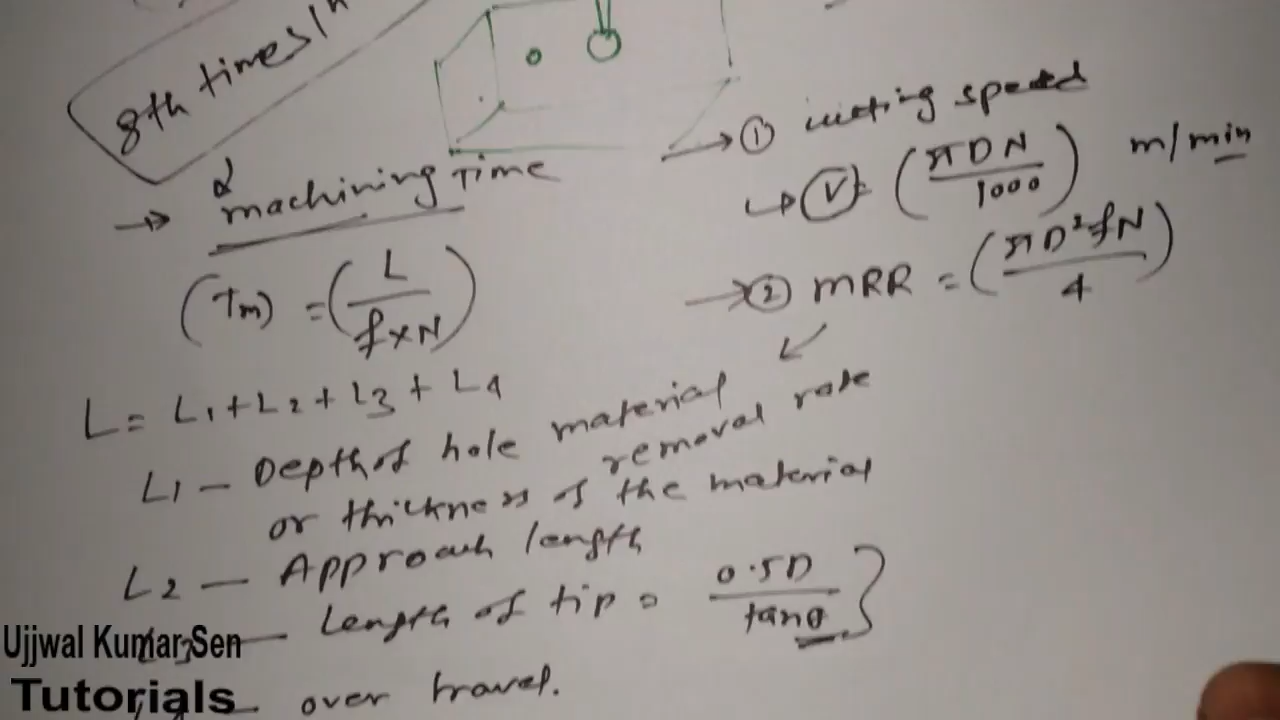 8th times
→ machining Time
(Tm) = (L / f×N)
L = L1 + L2 + L3 + L4
L1 — Depth of hole
or thickness of the material
L2 — Approach length
L3 — Length of tip = 0.5D / tanθ }
L4 — over travel.
→ ① cutting speed
↳ (V) = (πDN / 1000) m/min
→ ② MRR = (πD²fN / 4)
↙
material
removal rate
Ujjwal Kumar Sen
Tutorials